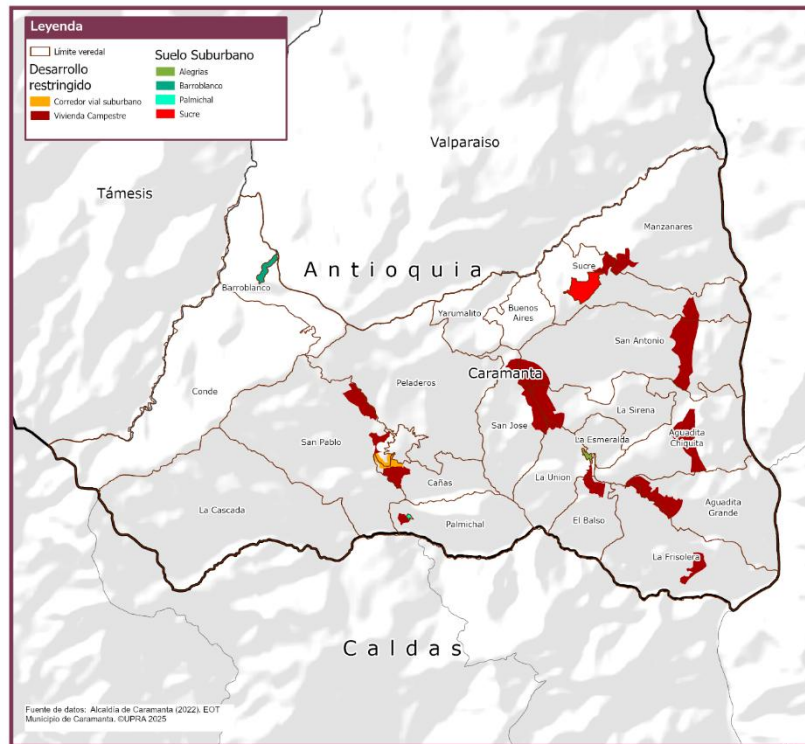 Leyenda
Límite veredal
Desarrollo
restringido
Corredor vial suburbano
Vivienda Campestre
Suelo Suburbano
Alegrias
Barroblanco
Palmichal
Sucre
Valparaiso
Támesis
Manzanares
Sucre
Antioquia
Barroblanco
Buenos
Aires
Yarumalito
San Antonio
Peladeros
Caramanta
Conde
La Sirena
San Jose
Aguadita
Chiquita
San Pablo
La Esmeralda
La Union
Cañas
Aguadita
Grande
La Cascada
El Balso
Palmichal
La Frisolera
Caldas
Fuente de datos: Alcaldía de Caramanta (2022). EOT
Municipio de Caramanta. ©UPRA 2025